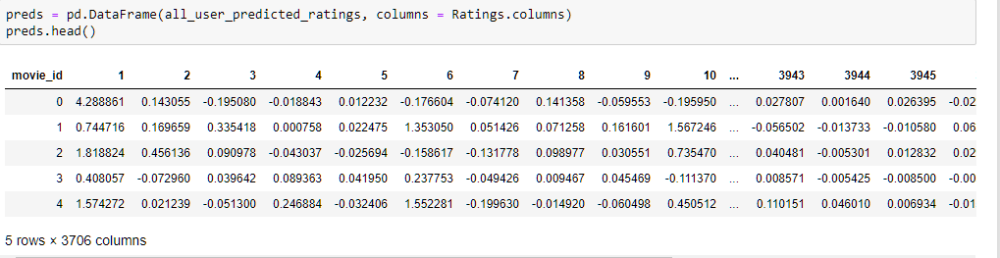 preds = pd.DataFrame(all_user_predicted_ratings, columns = Ratings.columns)
preds.head()
movie_id 1 2 3 4 5 6 7 8 9 10 ... 3943 3944 3945
0 4.288861 0.143055 -0.195080 -0.018843 0.012232 -0.176604 -0.074120 0.141358 -0.059553 -0.195950 ... 0.027807 0.001640 0.026395 -0.02
1 0.744716 0.169659 0.335418 0.000758 0.022475 1.353050 0.051426 0.071258 0.161601 1.567246 ... -0.056502 -0.013733 -0.010580 0.06
2 1.818824 0.456136 0.090978 -0.043037 -0.025694 -0.158617 -0.131778 0.098977 0.030551 0.735470 ... 0.040481 -0.005301 0.012832 0.02
3 0.408057 -0.072960 0.039642 0.089363 0.041950 0.237753 -0.049426 0.009467 0.045469 -0.111370 ... 0.008571 -0.005425 -0.008500 -0.00
4 1.574272 0.021239 -0.051300 0.246884 -0.032406 1.552281 -0.199630 -0.014920 -0.060498 0.450512 ... 0.110151 0.046010 0.006934 -0.01
5 rows × 3706 columns